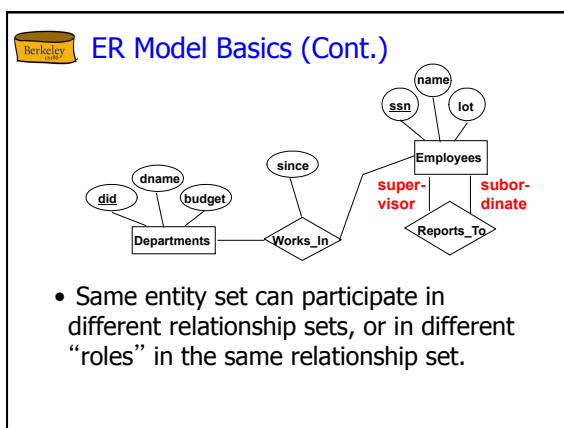 Berkeley
CS186
ER Model Basics (Cont.)
name
ssn
lot
Employees
since
dname
did
budget
super-
visor
subor-
dinate
Departments
Works_In
Reports_To
• Same entity set can participate in
different relationship sets, or in different
“roles” in the same relationship set.